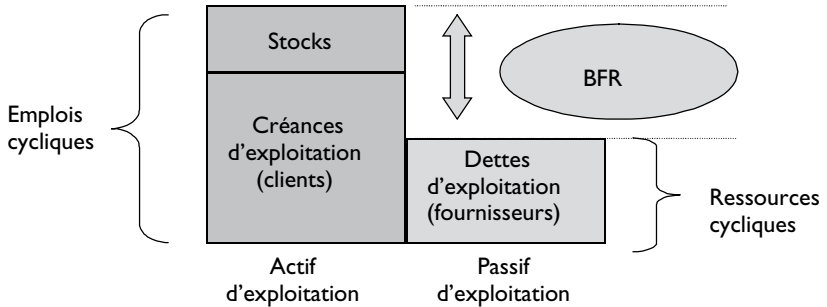 Stocks
BFR
Emplois
cycliques
Créances
d’exploitation
(clients)
Dettes
d’exploitation
(fournisseurs)
Ressources
cycliques
Actif
d’exploitation
Passif
d’exploitation